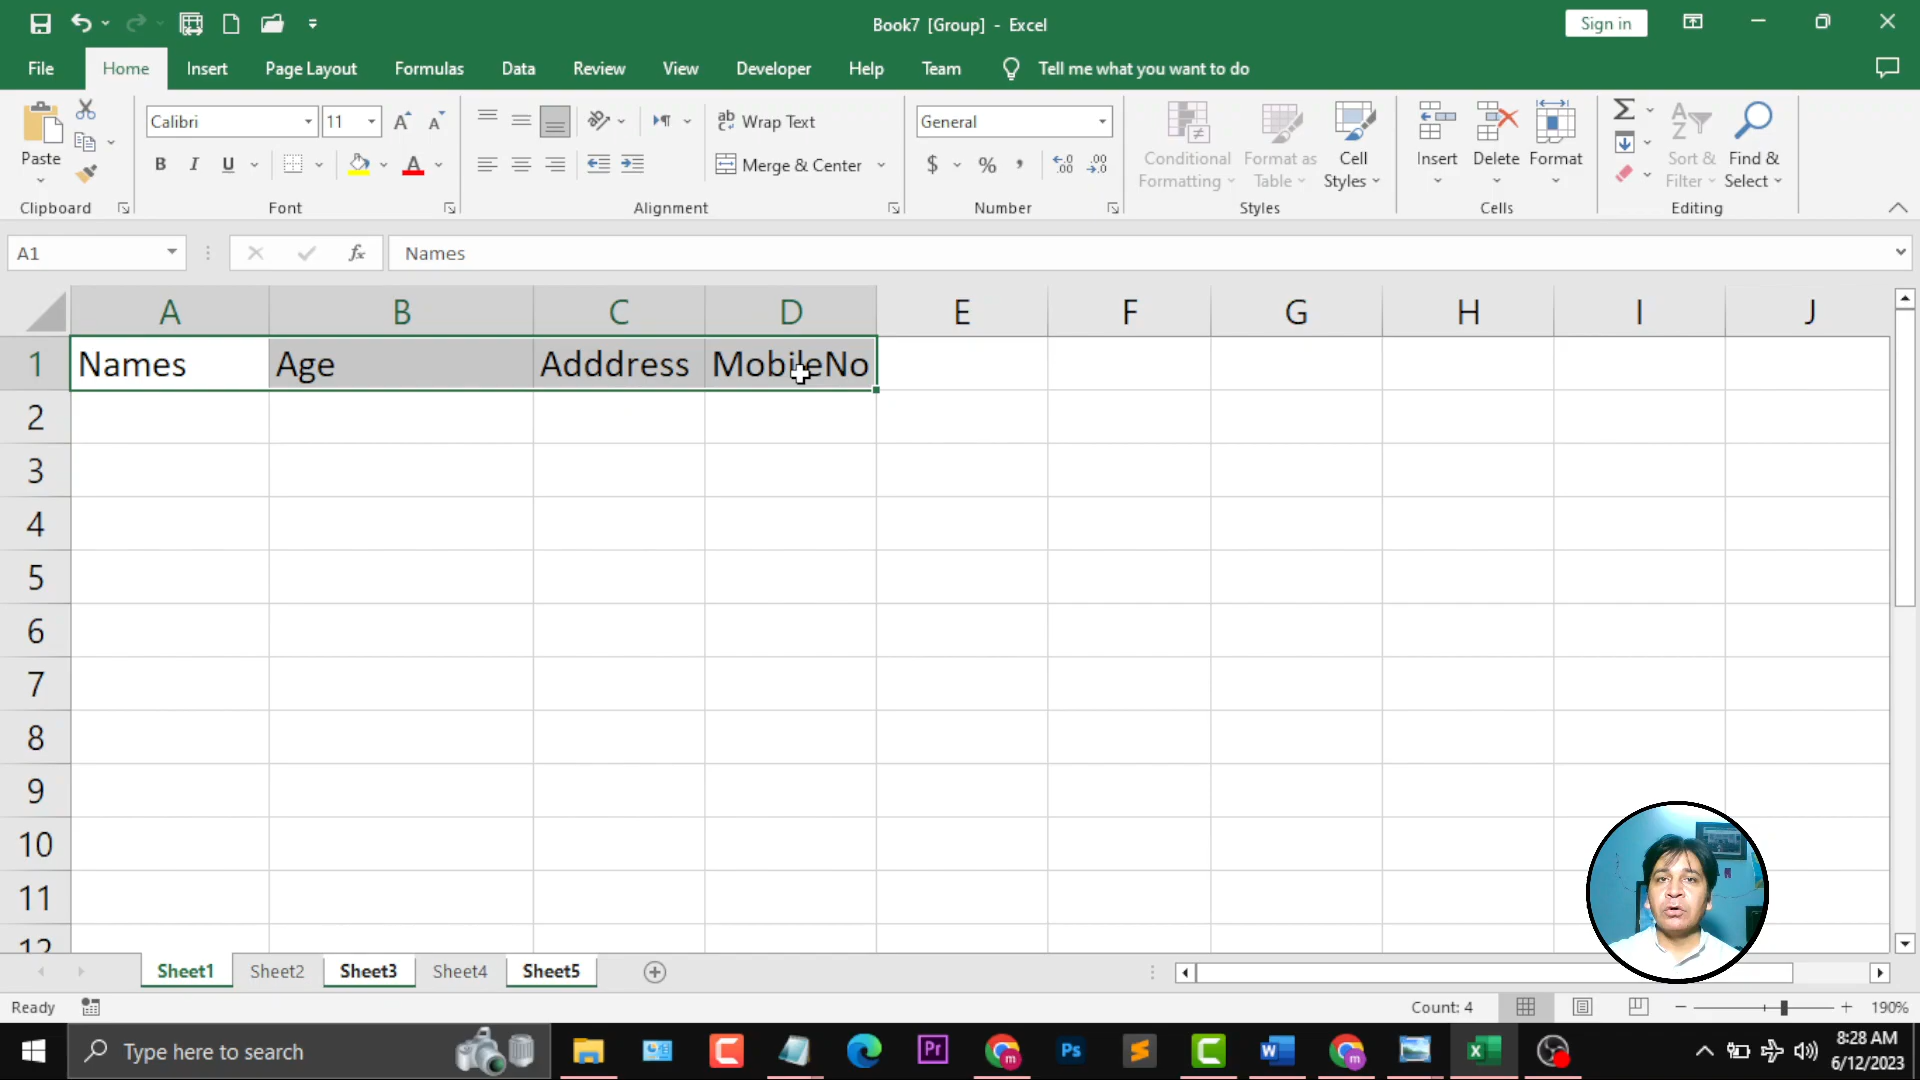 Book7 [Group] - Excel
Sign in
File Home Insert Page Layout Formulas Data Review View Developer Help Team Tell me what you want to do
Calibri 11 Wrap Text General
Paste
B I U Merge & Center $ % ,
Conditional Formatting
Format as Table
Cell Styles
Insert Delete Format
Sort & Filter
Find & Select
Clipboard Font Alignment Number Styles Cells Editing
A1 fx Names
A B C D E F G H I J
1 Names Age Adddress MobileNo
2
3
4
5
6
7
8
9
10
11
12
Sheet1 Sheet2 Sheet3 Sheet4 Sheet5
Ready Count: 4 190%
Type here to search
Pr Ps
8:28 AM
6/12/2023